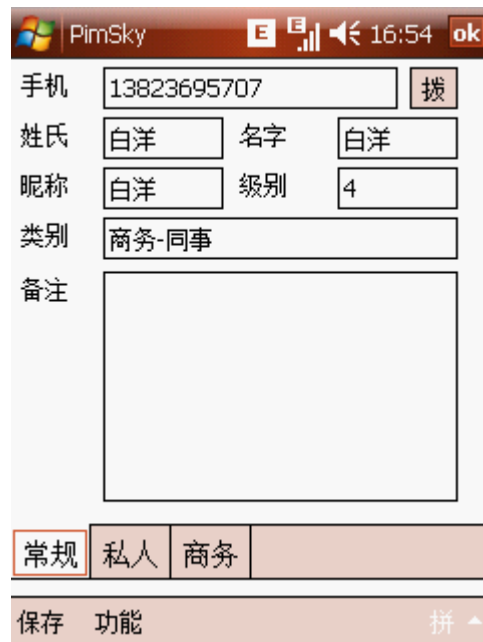 PimSky E E 16:54 ok
手机 13823695707 拨
姓氏 白洋 名字 白洋
昵称 白洋 级别 4
类别 商务-同事
备注
常规 私人 商务
保存 功能 拼